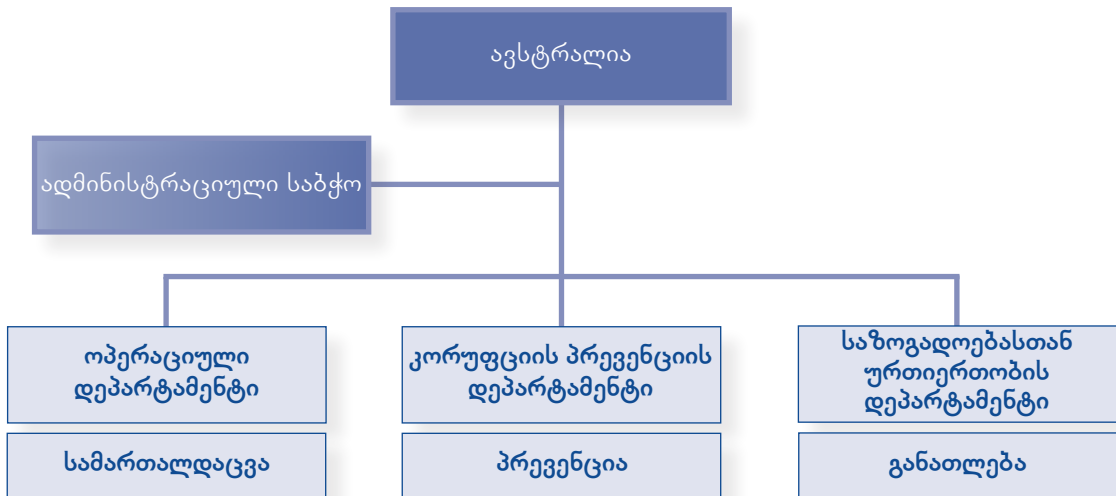 ავსტრალია
ადმინისტრაციული საბჭო
ოპერაციული
დეპარტამენტი
კორუფციის პრევენციის
დეპარტამენტი
საზოგადოებასთან
ურთიერთობის
დეპარტამენტი
სამართალდაცვა
პრევენცია
განათლება